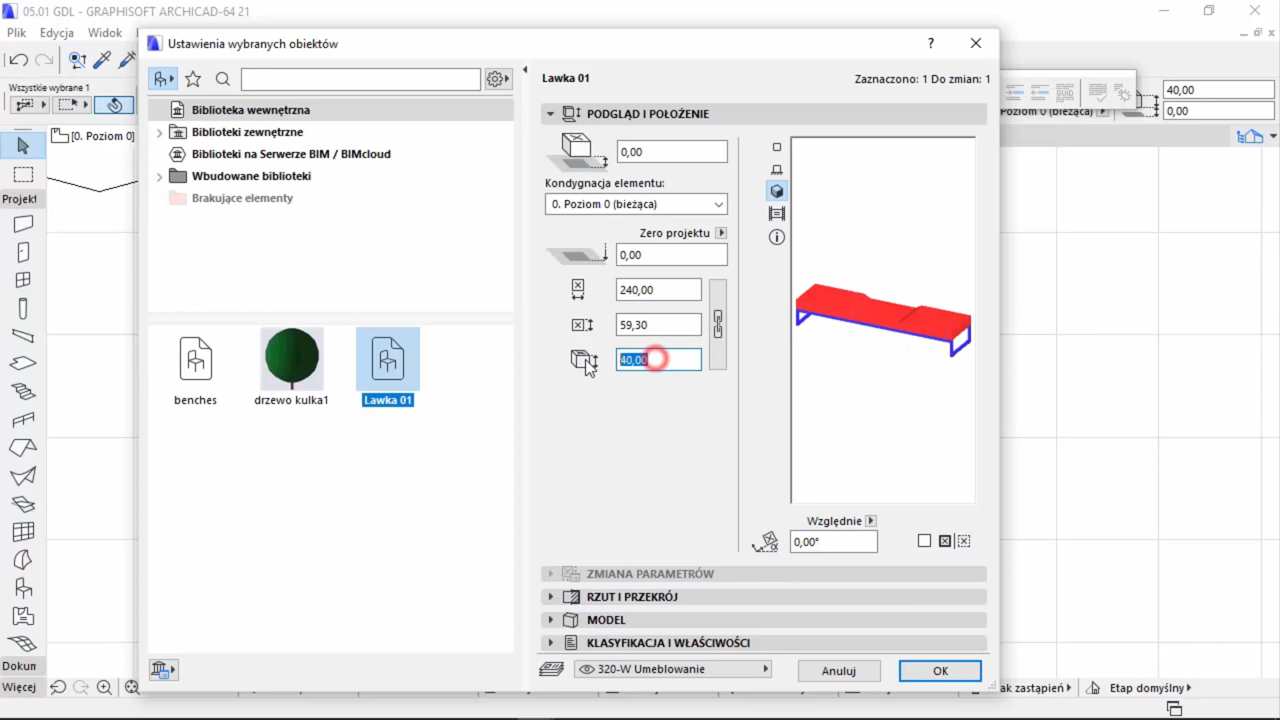 05.01 GDL - GRAPHISOFT ARCHICAD-64 21
Plik Edycja Widok
Wszystkie wybrane 1
[0. Poziom 0]
Projekt
Dokum
Więcej
Ustawienia wybranych obiektów
?
Biblioteka wewnętrzna
Biblioteki zewnętrzne
Biblioteki na Serwerze BIM / BIMcloud
Wbudowane biblioteki
Brakujące elementy
benches
drzewo kulka1
Lawka 01
Lawka 01
Zaznaczono: 1 Do zmian: 1
PODGLĄD I POŁOŻENIE
0,00
Kondygnacja elementu:
0. Poziom 0 (bieżąca)
Zero projektu
0,00
240,00
59,30
40,00
Względnie
0,00°
ZMIANA PARAMETRÓW
RZUT I PRZEKRÓJ
MODEL
KLASYFIKACJA I WŁAŚCIWOŚCI
320-W Umeblowanie
Anuluj
OK
GUID
Poziom 0 (bieżąca)
40,00
0,00
ak zastąpień
Etap domyślny